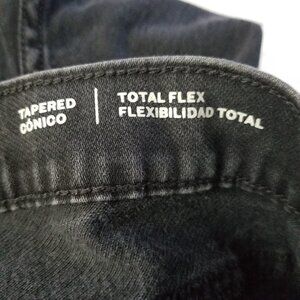 TAPERED
CÓNICO
TOTAL FLEX
FLEXIBILIDAD TOTAL